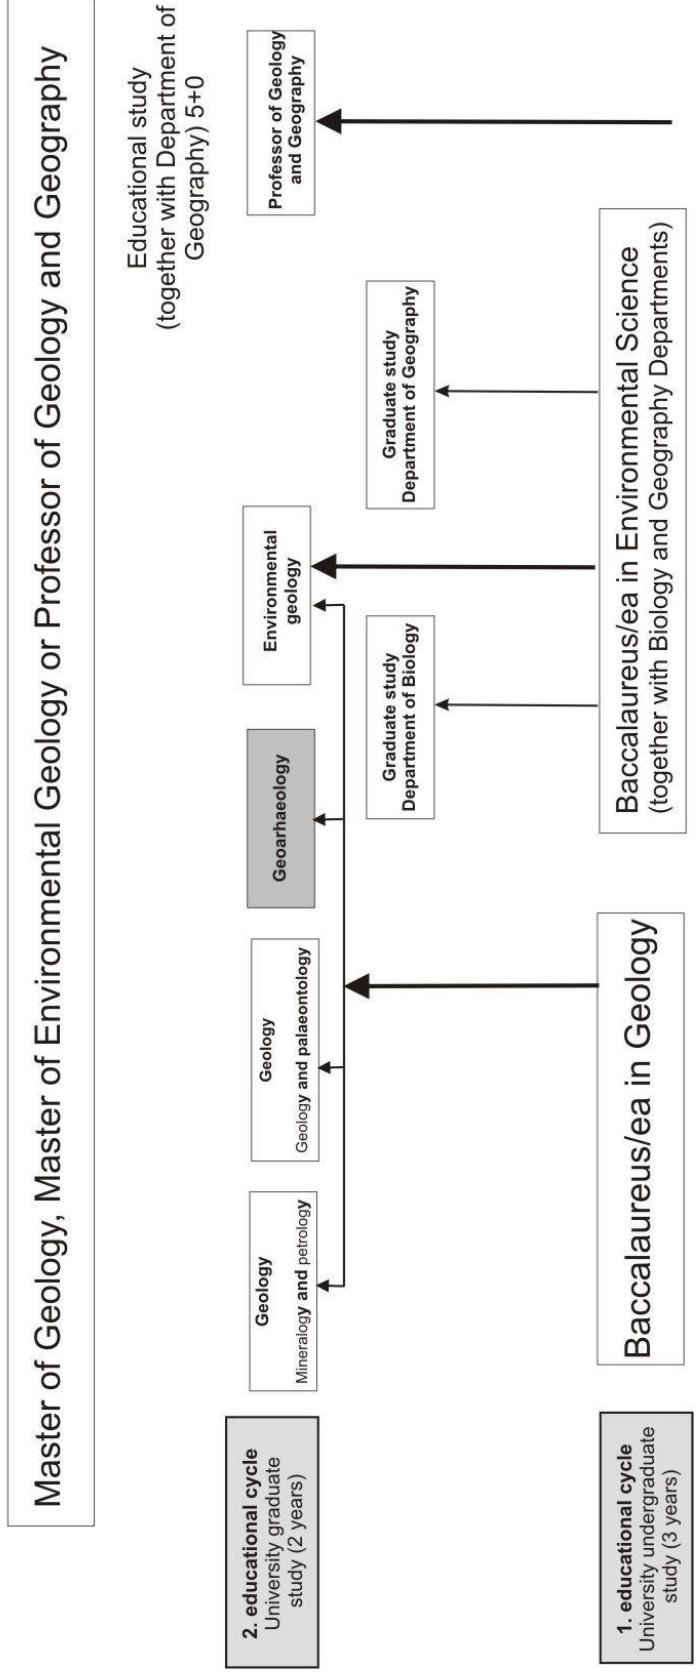 Master of Geology, Master of Environmental Geology or Professor of Geology and Geography
Educational study
(together with Department of
Geography) 5+0
2. educational cycle
University graduate
study (2 years)
Geology
Mineralogy and petrology
Geology
Geology and palaeontology
Geoarhaeology
Environmental
geology
Professor of Geology
and Geography
Graduate study
Department of Biology
Graduate study
Department of Geography
1. educational cycle
University undergraduate
study (3 years)
Baccalaureus/ea in Geology
Baccalaureus/ea in Environmental Science
(together with Biology and Geography Departments)